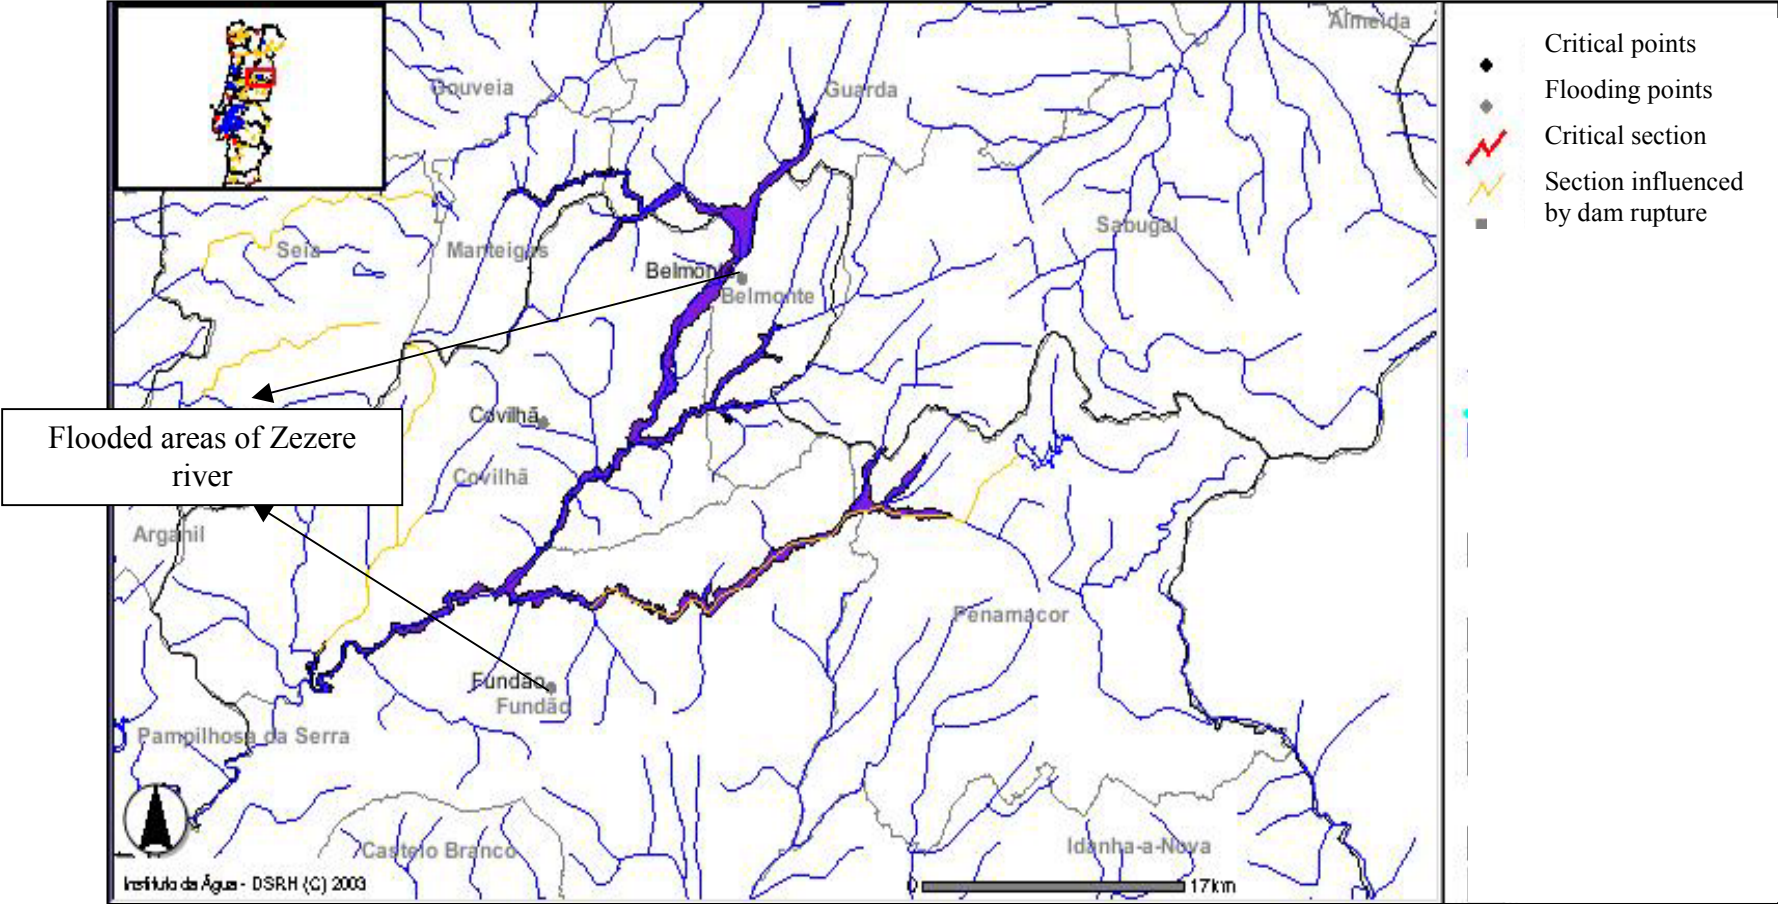 Almeida
Gouveia
Guarda
Seia
Manteigas
Sabugal
Belmonte
Belmonte
Covilhã
Covilhã
Flooded areas of Zezere
river
Arganil
Penamacor
Fundão
Fundão
Pampilhosa da Serra
Castelo Branco
Idanha-a-Nova
Instituto da Água - DSRH (C) 2003
0 17km
Critical points
Flooding points
Critical section
Section influenced
by dam rupture